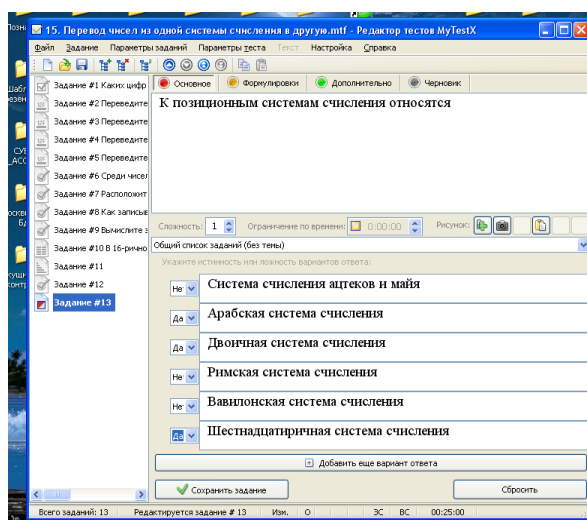 15. Перевод чисел из одной системы счисления в другую.mtf - Редактор тестов MyTestX
Файл Задание Параметры заданий Параметры теста Текст Настройка Справка
Задание #1 Каких цифр
Задание #2 Переведите
Задание #3 Переведите
Задание #4 Переведите
Задание #5 Переведите
Задание #6 Среди чисел
Задание #7 Расположит
Задание #8 Как записыв
Задание #9 Вычислите з
Задание #10 В 16-рично
Задание #11
Задание #12
Задание #13
Основное Формулировки Дополнительно Черновик
К позиционным системам счисления относятся
Сложность: 1 Ограничение по времени: 0:00:00 Рисунок:
Общий список заданий (без темы)
Укажите истинность или ложность вариантов ответа:
Не Система счисления ацтеков и майя
Да Арабская система счисления
Да Двоичная система счисления
Не Римская система счисления
Не Вавилонская система счисления
Да Шестнадцатиричная система счисления
Добавить еще вариант ответа
Сохранить задание Сбросить
Всего заданий: 13 Редактируется задание # 13 Изм. О ЗС ВС 00:25:00